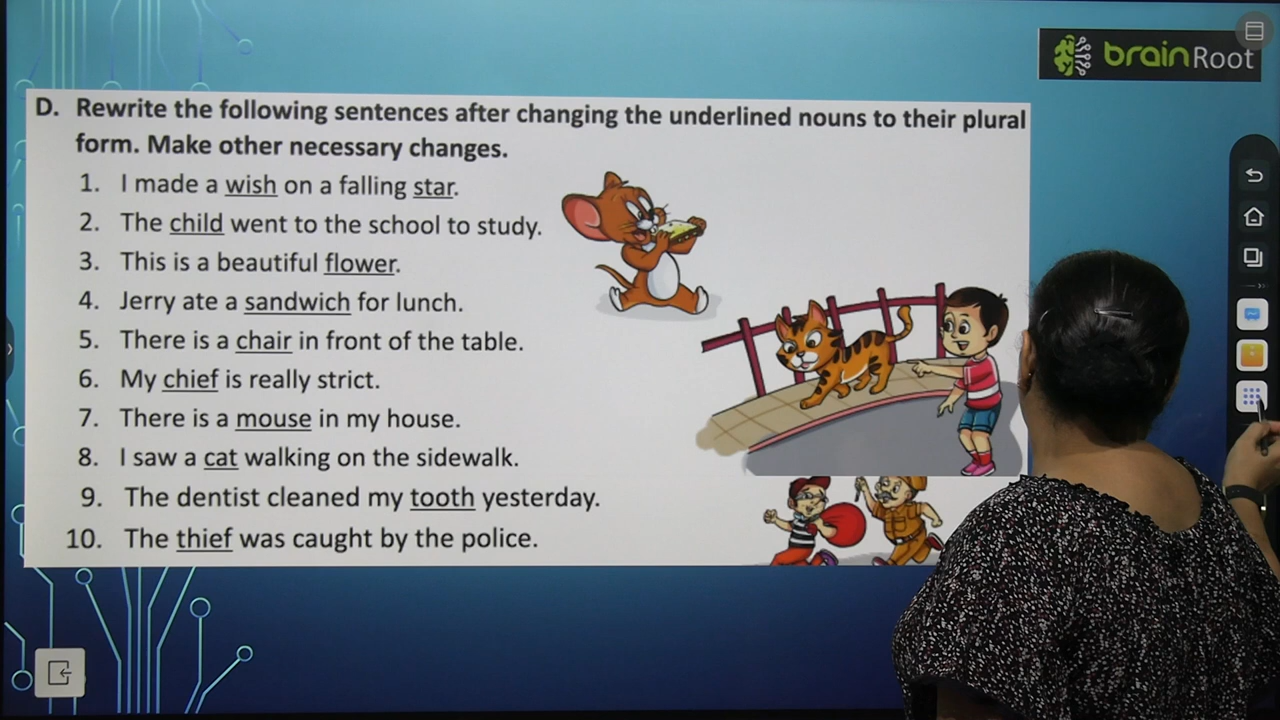 brainRoot
D. Rewrite the following sentences after changing the underlined nouns to their plural
form. Make other necessary changes.
1. I made a wish on a falling star.
2. The child went to the school to study.
3. This is a beautiful flower.
4. Jerry ate a sandwich for lunch.
5. There is a chair in front of the table.
6. My chief is really strict.
7. There is a mouse in my house.
8. I saw a cat walking on the sidewalk.
9. The dentist cleaned my tooth yesterday.
10. The thief was caught by the police.